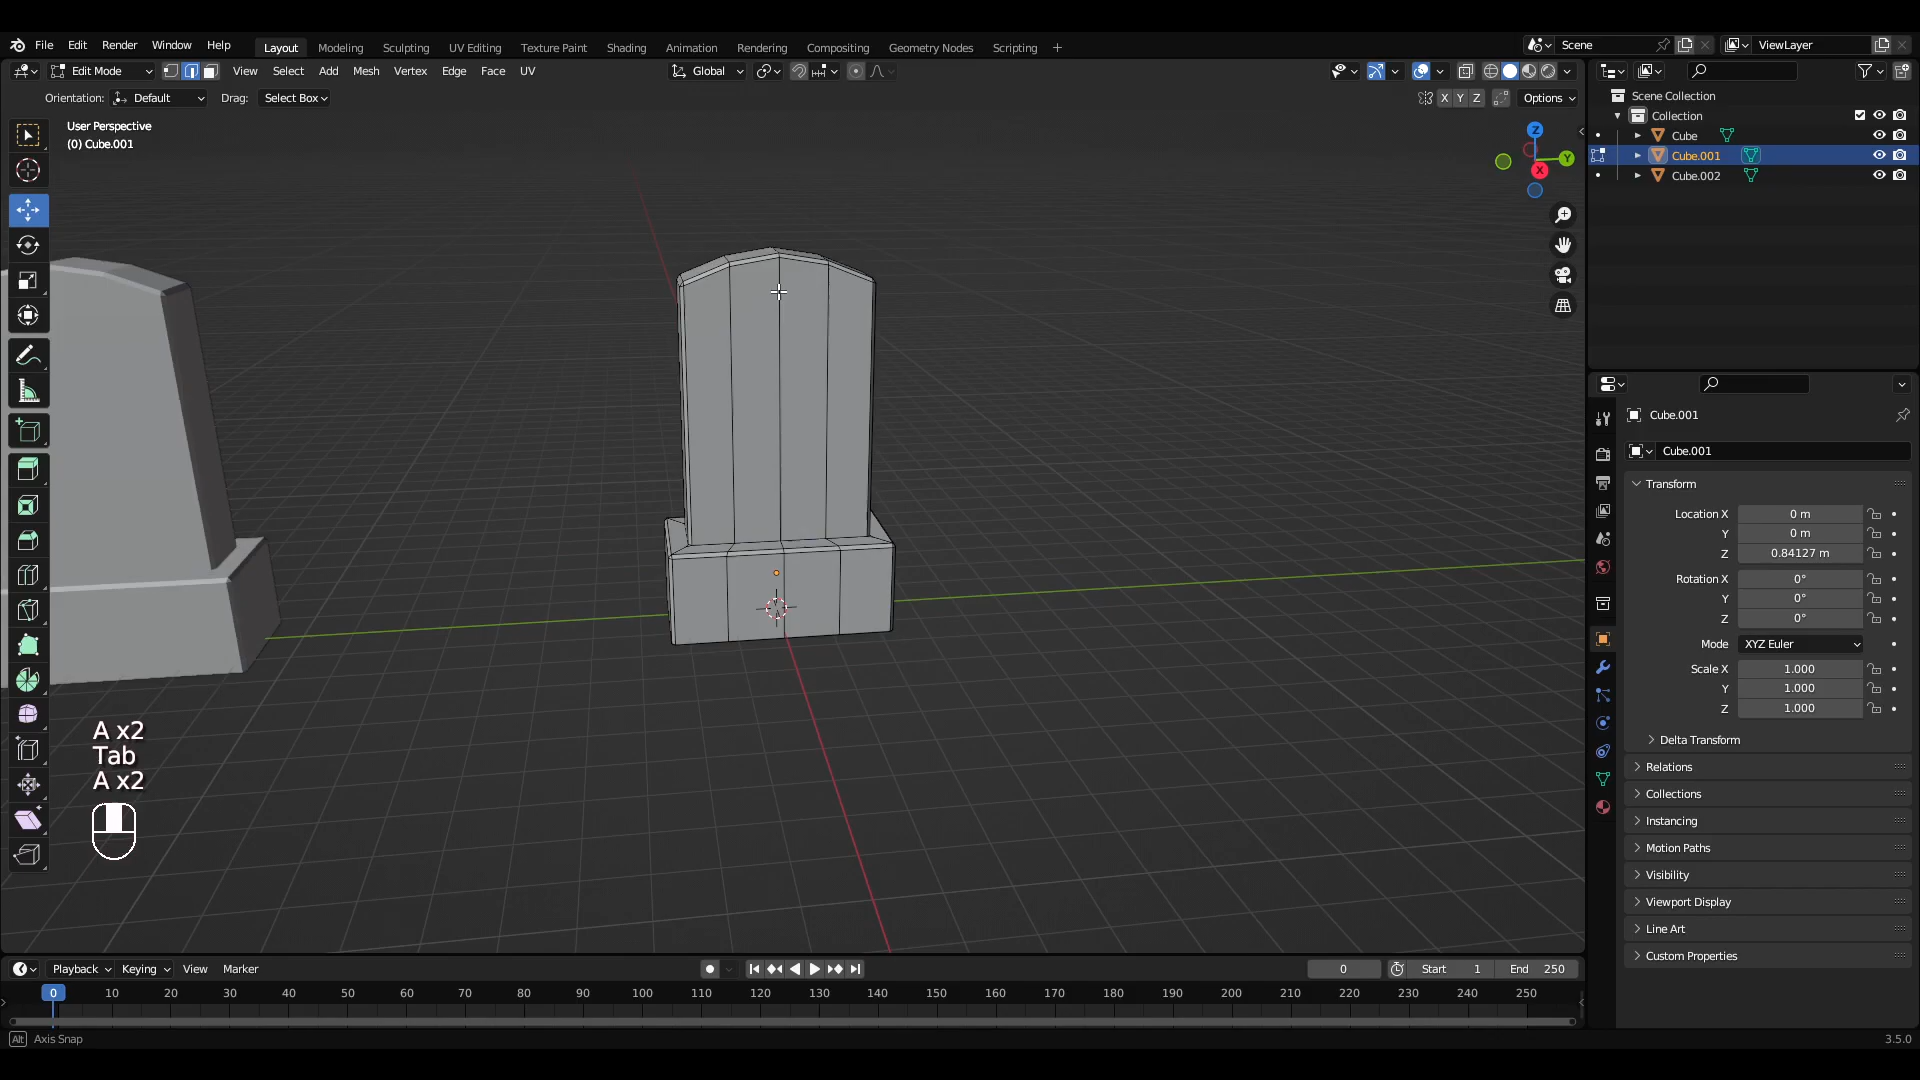 File Edit Render Window Help Layout Modeling Sculpting UV Editing Texture Paint Shading Animation Rendering Compositing Geometry Nodes Scripting + Scene ViewLayer
Edit Mode View Select Add Mesh Vertex Edge Face UV Global
Orientation: Default Drag: Select Box X Y Z Options
User Perspective
(0) Cube.001
Z
Y
X
Scene Collection
Collection
Cube
Cube.001
Cube.002
Cube.001
Cube.001
Transform
Location X 0 m
Y 0 m
Z 0.84127 m
Rotation X 0°
Y 0°
Z 0°
Mode XYZ Euler
Scale X 1.000
Y 1.000
Z 1.000
Delta Transform
Relations
Collections
Instancing
Motion Paths
Visibility
Viewport Display
Line Art
Custom Properties
A x2
Tab
A x2
Playback Keying View Marker 0 Start 1 End 250
0 10 20 30 40 50 60 70 80 90 100 110 120 130 140 150 160 170 180 190 200 210 220 230 240 250
Alt Axis Snap 3.5.0